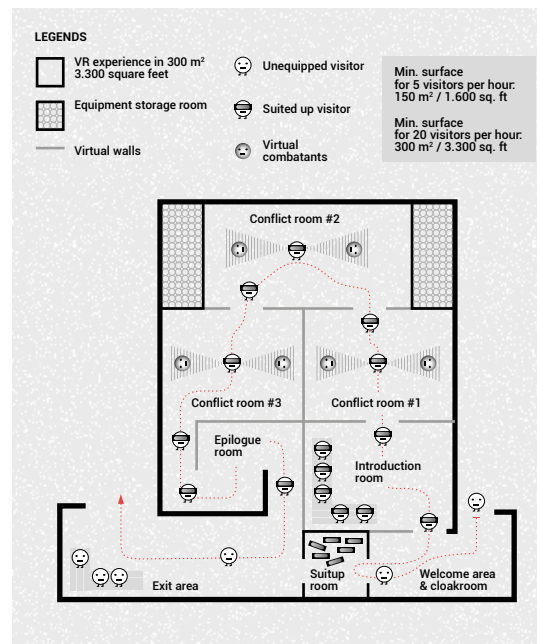 LEGENDS
VR experience in 300 m²
3.300 square feet
Equipment storage room
Virtual walls
Unequipped visitor
Suited up visitor
Virtual
combatants
Min. surface
for 5 visitors per hour:
150 m² / 1.600 sq. ft
Min. surface
for 20 visitors per hour:
300 m² / 3.300 sq. ft
Conflict room #2
Conflict room #3
Conflict room #1
Epilogue
room
Introduction
room
Exit area
Suitup
room
Welcome area
& cloakroom